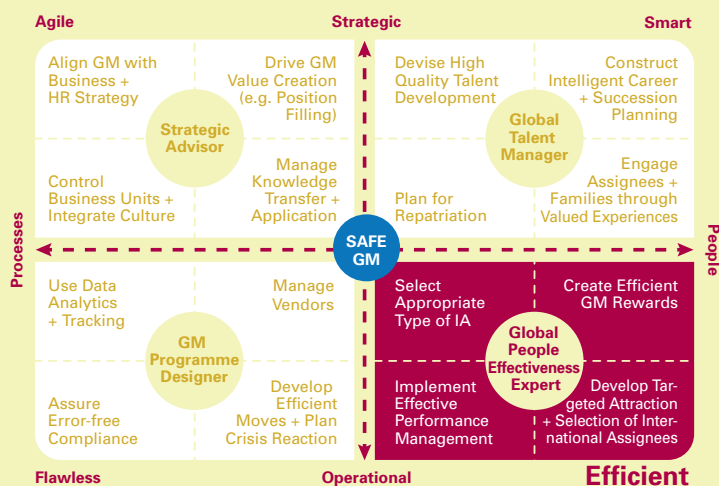 Agile
Strategic
Smart
Align GM with
Business +
HR Strategy
Drive GM
Value Creation
(e.g. Position
Filling)
Strategic
Advisor
Control
Business Units +
Integrate Culture
Manage
Knowledge
Transfer +
Application
Devise High
Quality Talent
Development
Construct
Intelligent Career
+ Succession
Planning
Global
Talent
Manager
Plan for
Repatriation
Engage
Assignees +
Families through
Valued Experiences
Processes
SAFE
GM
People
Use Data
Analytics
+ Tracking
Manage
Vendors
GM
Programme
Designer
Assure
Error-free
Compliance
Develop
Efficient
Moves + Plan
Crisis Reaction
Select
Appropriate
Type of IA
Create Efficient
GM Rewards
Global
People
Effectiveness
Expert
Implement
Effective
Performance
Management
Develop Tar-
geted Attraction
+ Selection of Inter-
national Assignees
Flawless
Operational
Efficient